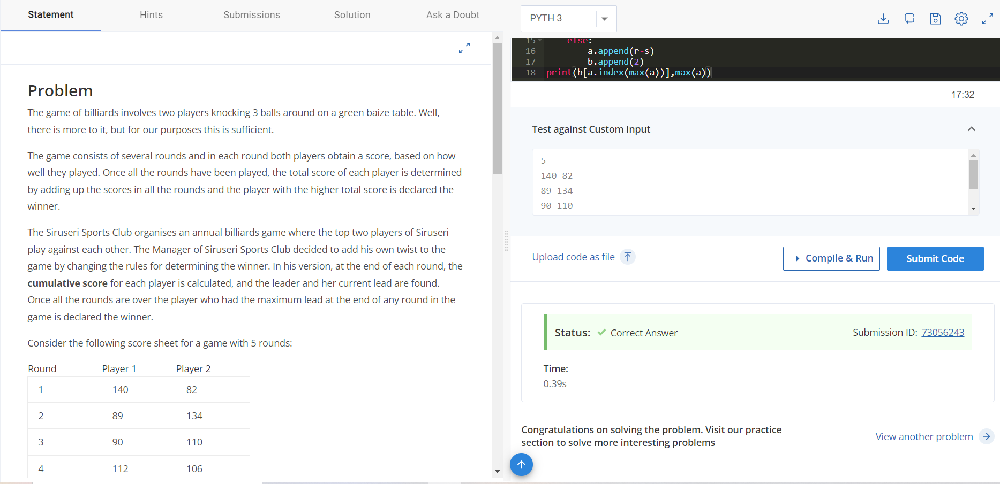 Statement
Hints
Submissions
Solution
Ask a Doubt
Problem
The game of billiards involves two players knocking 3 balls around on a green baize table. Well,
there is more to it, but for our purposes this is sufficient.
The game consists of several rounds and in each round both players obtain a score, based on how
well they played. Once all the rounds have been played, the total score of each player is determined
by adding up the scores in all the rounds and the player with the higher total score is declared the
winner.
The Siruseri Sports Club organises an annual billiards game where the top two players of Siruseri
play against each other. The Manager of Siruseri Sports Club decided to add his own twist to the
game by changing the rules for determining the winner. In his version, at the end of each round, the
cumulative score for each player is calculated, and the leader and her current lead are found.
Once all the rounds are over the player who had the maximum lead at the end of any round in the
game is declared the winner.
Consider the following score sheet for a game with 5 rounds:
Round Player 1 Player 2
1 140 82
2 89 134
3 90 110
4 112 106
PYTH 3
15 else:
16 a.append(r-s)
17 b.append(2)
18 print(b[a.index(max(a))],max(a))
17:32
Test against Custom Input
5
140 82
89 134
90 110
Upload code as file
Compile & Run
Submit Code
Status: Correct Answer
Submission ID: 73056243
Time:
0.39s
Congratulations on solving the problem. Visit our practice
section to solve more interesting problems
View another problem